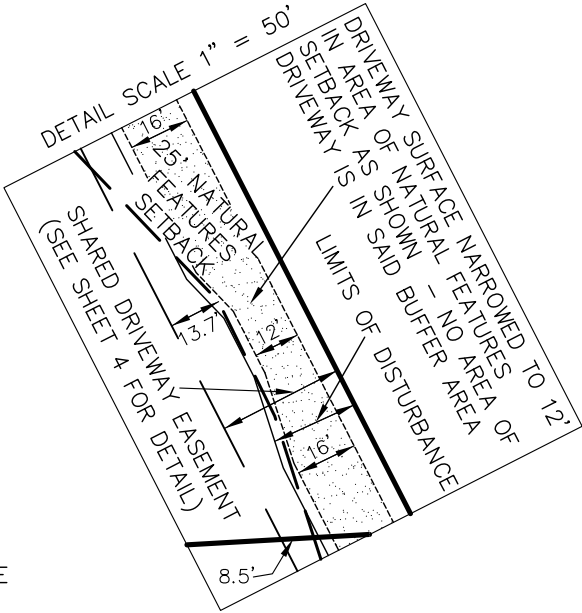 DETAIL SCALE 1" = 50'
DRIVEWAY SURFACE NARROWED TO 12'
IN AREA OF NATURAL FEATURES
SETBACK AS SHOWN – NO AREA OF
DRIVEWAY IS IN SAID BUFFER AREA
LIMITS OF DISTURBANCE
16'
25' NATURAL
FEATURES
SETBACK
12'
13.7'
16'
SHARED DRIVEWAY EASEMENT
(SEE SHEET 4 FOR DETAIL)
8.5'
E